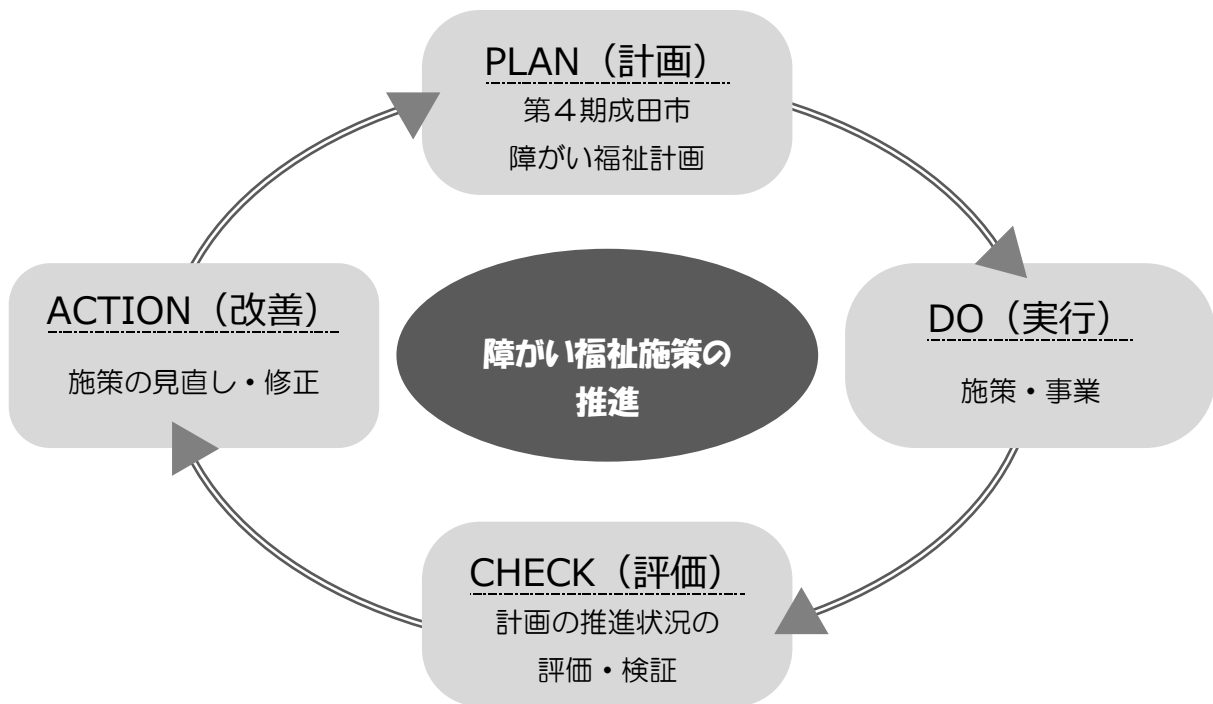 PLAN（計画）
第４期成田市
障がい福祉計画
DO（実行）
施策・事業
CHECK（評価）
計画の推進状況の
評価・検証
ACTION（改善）
施策の見直し・修正
障がい福祉施策の
推進